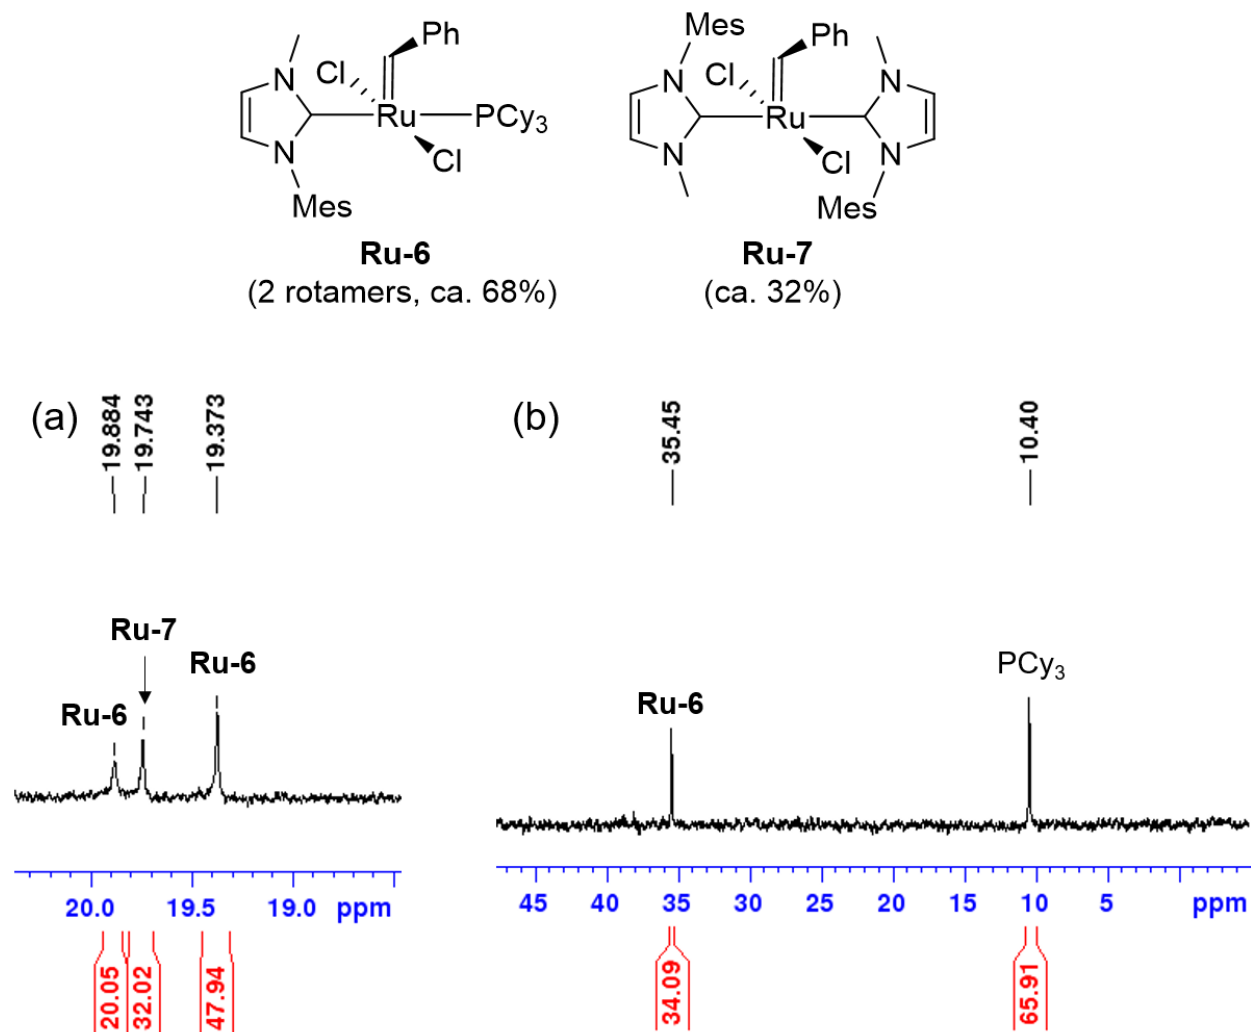 Ph
Cl
N
Ru
PCy3
N
Cl
Mes
Ru-6
(2 rotamers, ca. 68%)
Mes
Ph
N
Cl
N
Ru
N
Cl
N
Mes
Ru-7
(ca. 32%)
(a)
19.884
19.743
19.373
Ru-7
Ru-6
Ru-6
20.0 19.5 19.0 ppm
20.05
32.02
47.94
(b)
35.45
10.40
PCy3
Ru-6
45 40 35 30 25 20 15 10 5 ppm
34.09
65.91